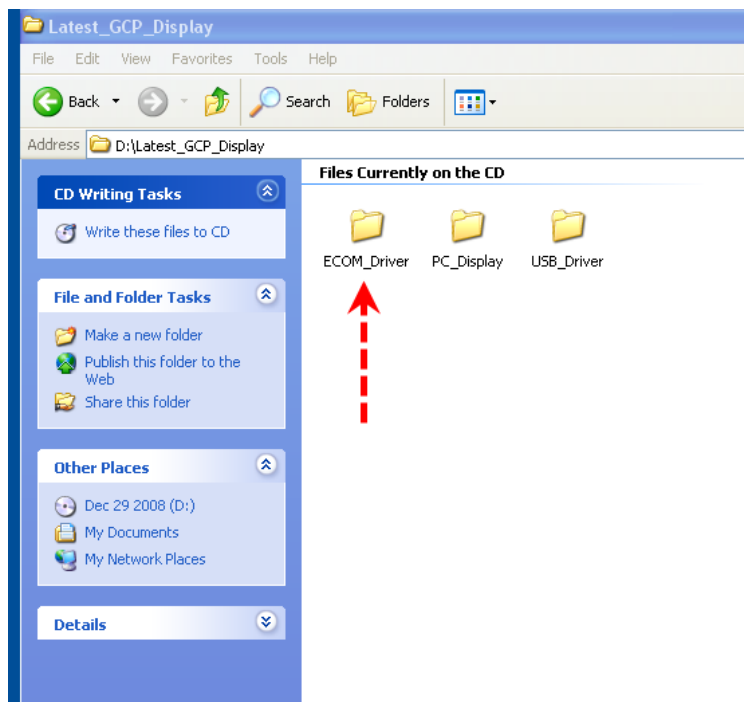 Latest_GCP_Display
File Edit View Favorites Tools Help
Back Search Folders
Address D:\Latest_GCP_Display
CD Writing Tasks
Write these files to CD
File and Folder Tasks
Make a new folder
Publish this folder to the
Web
Share this folder
Other Places
Dec 29 2008 (D:)
My Documents
My Network Places
Details
Files Currently on the CD
ECOM_Driver PC_Display USB_Driver